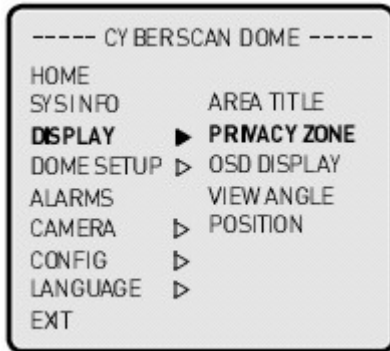 ----- CYBERSCAN DOME -----
HOME
SYSINFO AREA TITLE
DISPLAY ▶ PRIVACY ZONE
DOME SETUP ▷ OSD DISPLAY
ALARMS VIEW ANGLE
CAMERA ▷ POSITION
CONFIG ▷
LANGUAGE ▷
EXIT